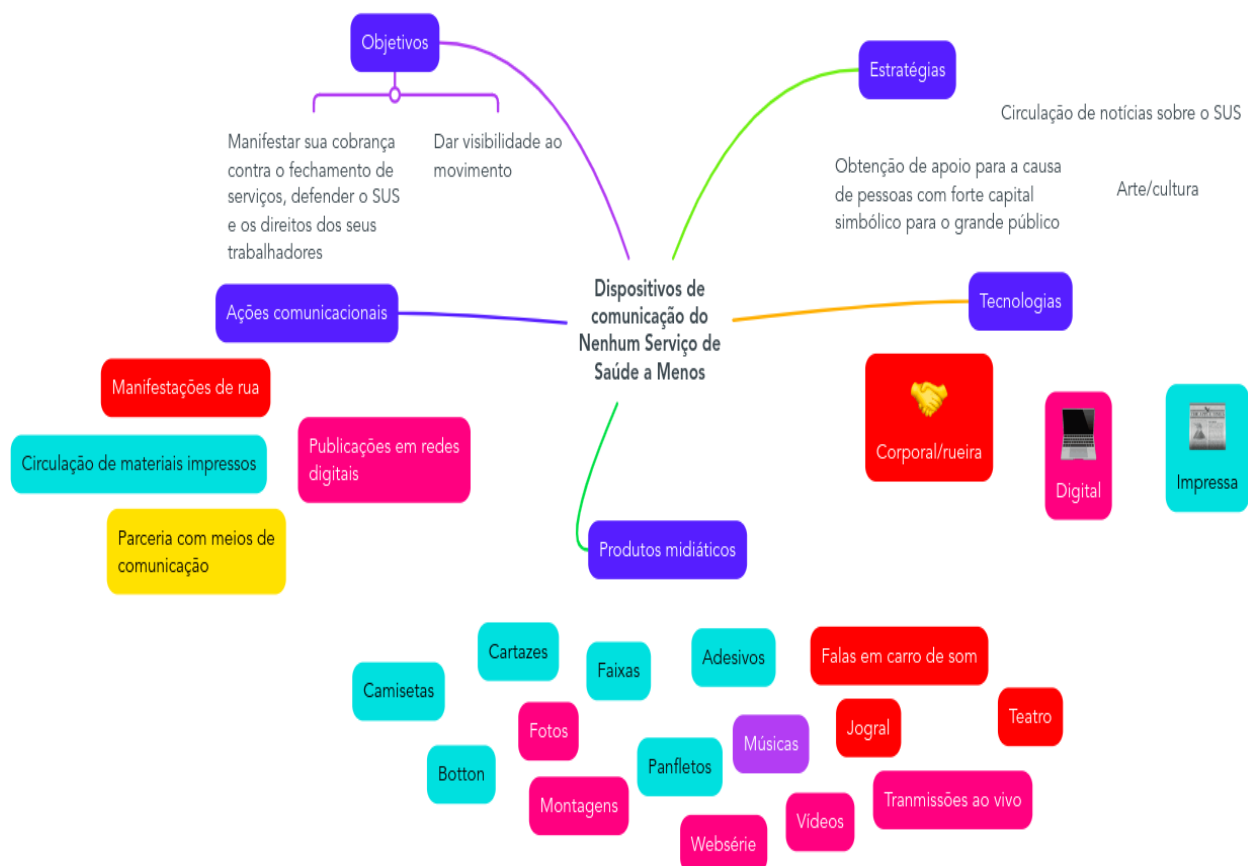 Objetivos
Manifestar sua cobrança
contra o fechamento de
serviços, defender o SUS
e os direitos dos seus
trabalhadores
Dar visibilidade ao
movimento
Estratégias
Circulação de notícias sobre o SUS
Obtenção de apoio para a causa
de pessoas com forte capital
simbólico para o grande público
Arte/cultura
Dispositivos de
comunicação do
Nenhum Serviço de
Saúde a Menos
Ações comunicacionais
Manifestações de rua
Circulação de materiais impressos
Publicações em redes
digitais
Parceria com meios de
comunicação
Tecnologias
Corporal/rueira
Digital
Impressa
Produtos midiáticos
Cartazes
Faixas
Adesivos
Falas em carro de som
Camisetas
Fotos
Músicas
Jogral
Teatro
Botton
Panfletos
Montagens
Websérie
Vídeos
Tranmissões ao vivo